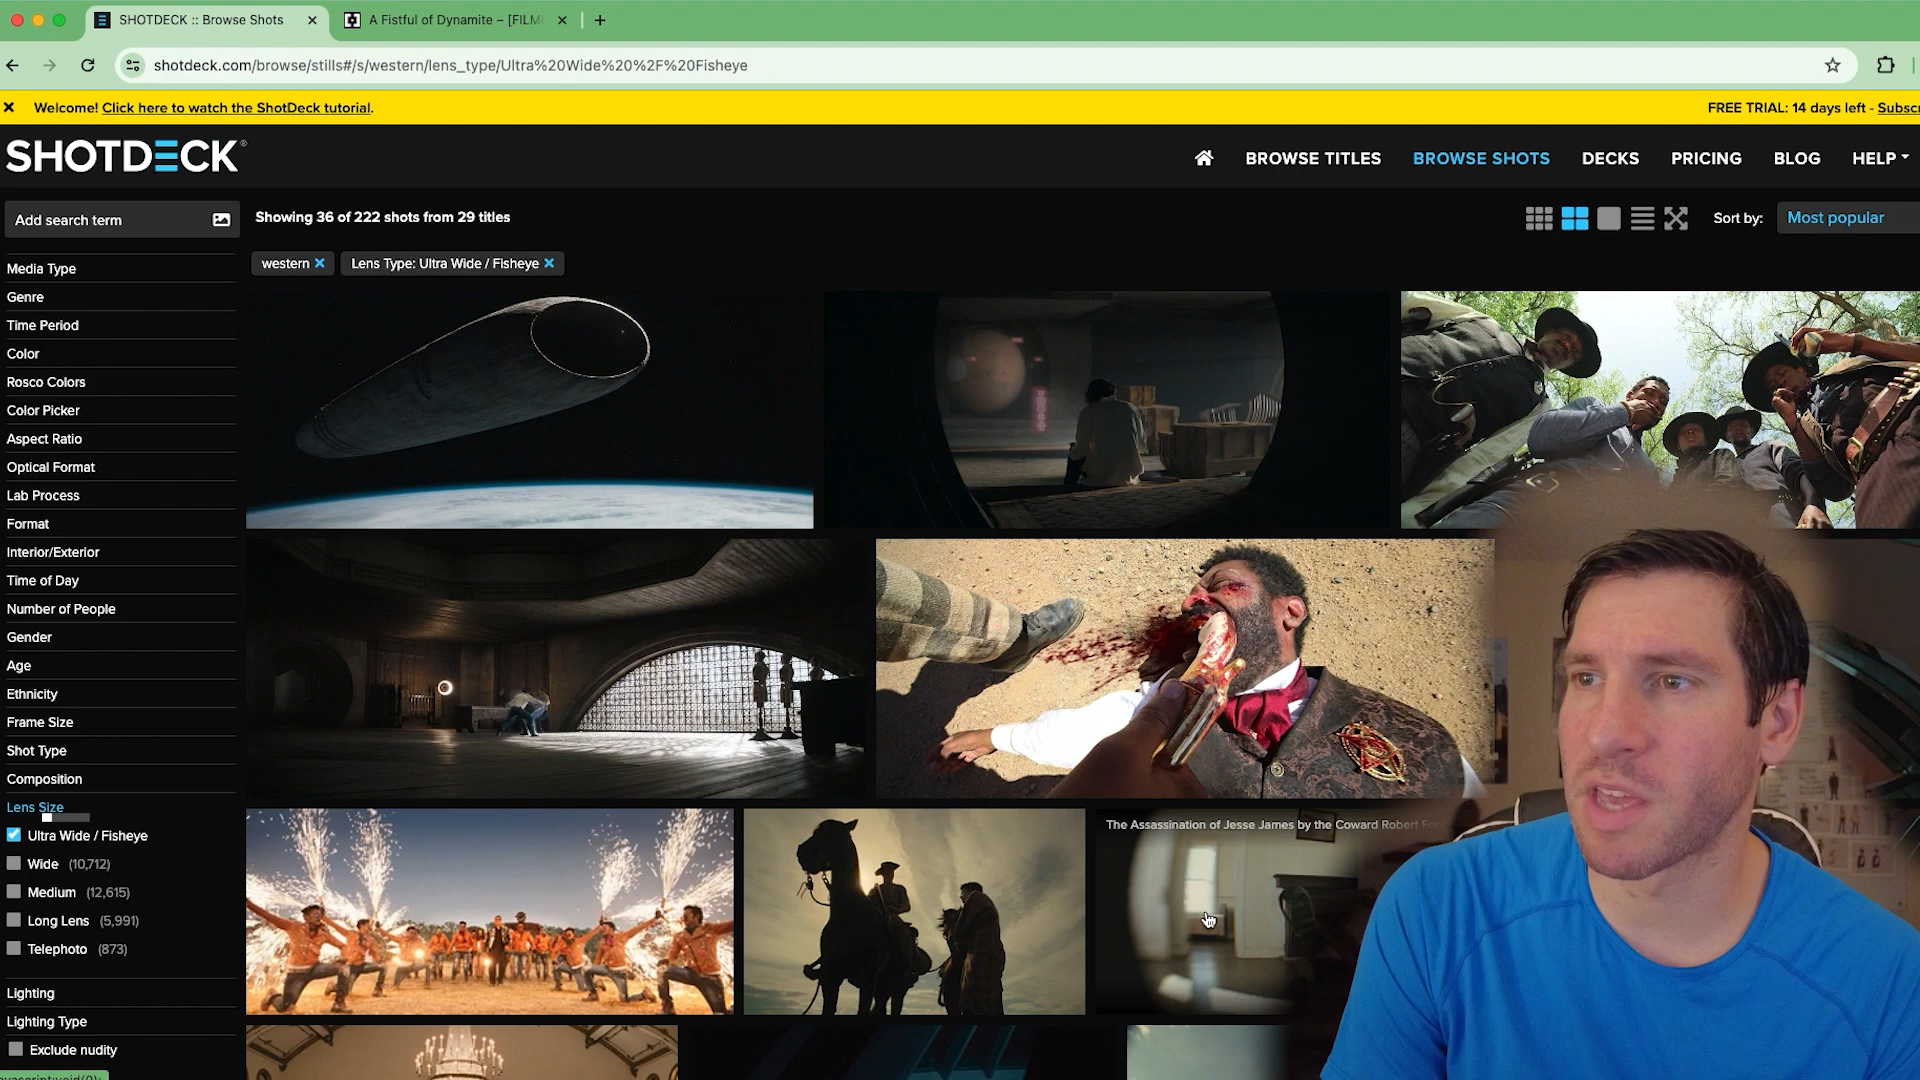 SHOTDECK :: Browse Shots
A Fistful of Dynamite – [FILM
shotdeck.com/browse/stills#/s/western/lens_type/Ultra%20Wide%20%2F%20Fisheye
Welcome! Click here to watch the ShotDeck tutorial.
FREE TRIAL: 14 days left - Subscr
SHOTDECK
BROWSE TITLES
BROWSE SHOTS
DECKS
PRICING
BLOG
HELP
Add search term
Showing 36 of 222 shots from 29 titles
Sort by:
Most popular
western
Lens Type: Ultra Wide / Fisheye
Media Type
Genre
Time Period
Color
Rosco Colors
Color Picker
Aspect Ratio
Optical Format
Lab Process
Format
Interior/Exterior
Time of Day
Number of People
Gender
Age
Ethnicity
Frame Size
Shot Type
Composition
Lens Size
Ultra Wide / Fisheye
Wide (10,712)
Medium (12,615)
Long Lens (5,991)
Telephoto (873)
Lighting
Lighting Type
Exclude nudity
The Assassination of Jesse James by the Coward Robert For